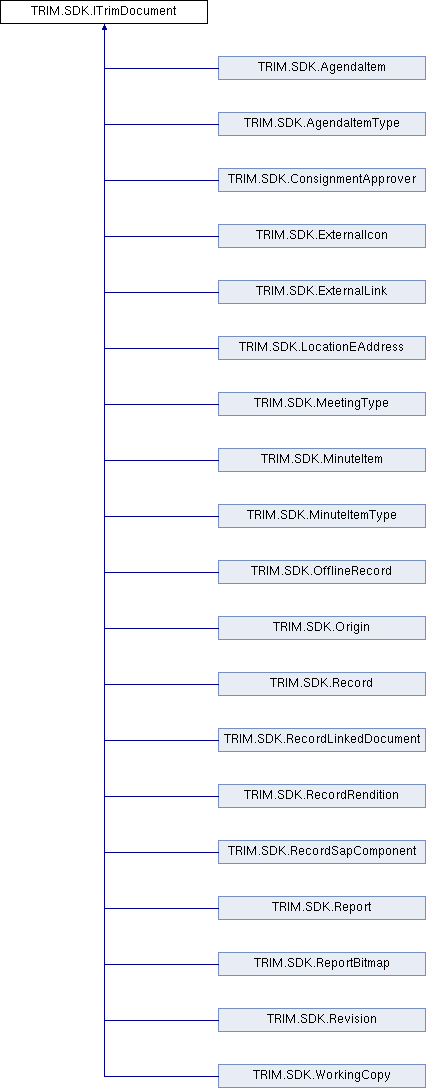 TRIM.SDK.ITrimDocument
TRIM.SDK.AgendaItem
TRIM.SDK.AgendaItemType
TRIM.SDK.ConsignmentApprover
TRIM.SDK.ExternalIcon
TRIM.SDK.ExternalLink
TRIM.SDK.LocationEAddress
TRIM.SDK.MeetingType
TRIM.SDK.MinuteItem
TRIM.SDK.MinuteItemType
TRIM.SDK.OfflineRecord
TRIM.SDK.Origin
TRIM.SDK.Record
TRIM.SDK.RecordLinkedDocument
TRIM.SDK.RecordRendition
TRIM.SDK.RecordSapComponent
TRIM.SDK.Report
TRIM.SDK.ReportBitmap
TRIM.SDK.Revision
TRIM.SDK.WorkingCopy